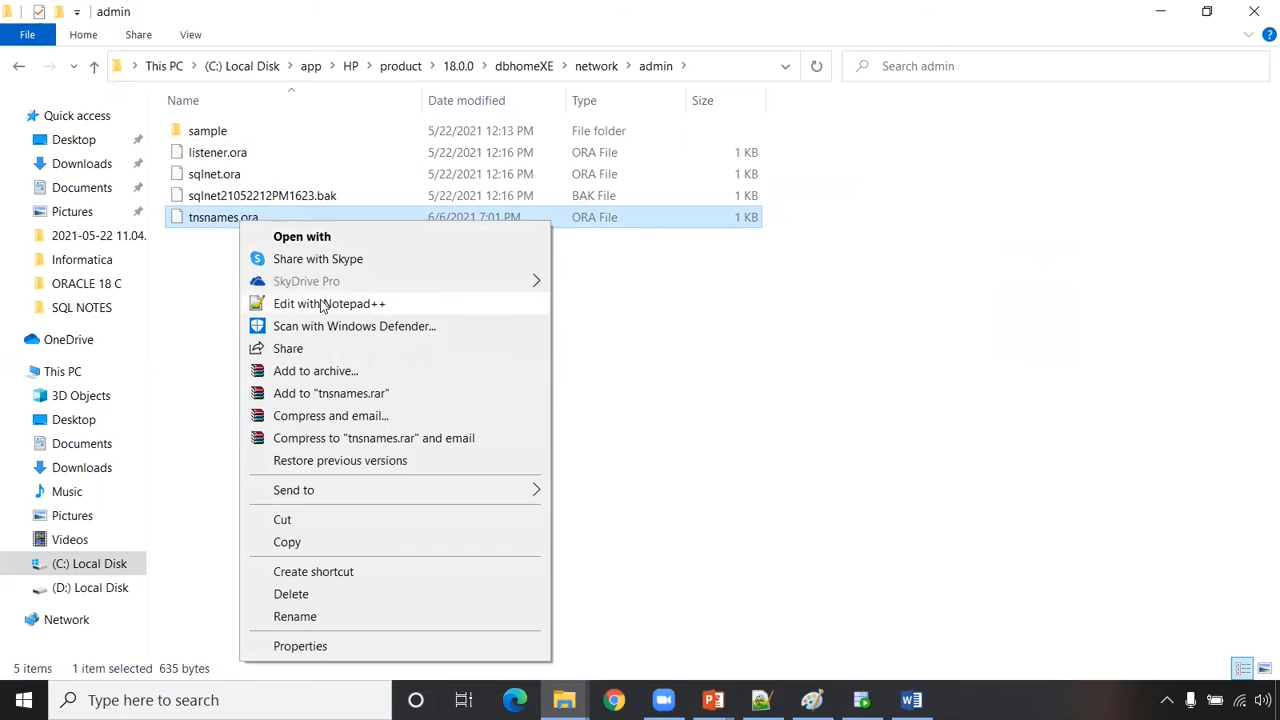 admin
File
Home
Share
View
This PC
(C:) Local Disk
app
HP
product
18.0.0
dbhomeXE
network
admin
Search admin
Name
Date modified
Type
Size
Quick access
Desktop
Downloads
Documents
Pictures
2021-05-22 11.04.
Informatica
ORACLE 18 C
SQL NOTES
OneDrive
This PC
3D Objects
Desktop
Documents
Downloads
Music
Pictures
Videos
(C:) Local Disk
(D:) Local Disk
Network
sample 5/22/2021 12:13 PM File folder
listener.ora 5/22/2021 12:16 PM ORA File 1 KB
sqlnet.ora 5/22/2021 12:16 PM ORA File 1 KB
sqlnet21052212PM1623.bak 5/22/2021 12:16 PM BAK File 1 KB
tnsnames.ora 6/6/2021 7:01 PM ORA File 1 KB
Open with
Share with Skype
SkyDrive Pro
Edit with Notepad++
Scan with Windows Defender...
Share
Add to archive...
Add to "tnsnames.rar"
Compress and email...
Compress to "tnsnames.rar" and email
Restore previous versions
Send to
Cut
Copy
Create shortcut
Delete
Rename
Properties
5 items 1 item selected 635 bytes
Type here to search